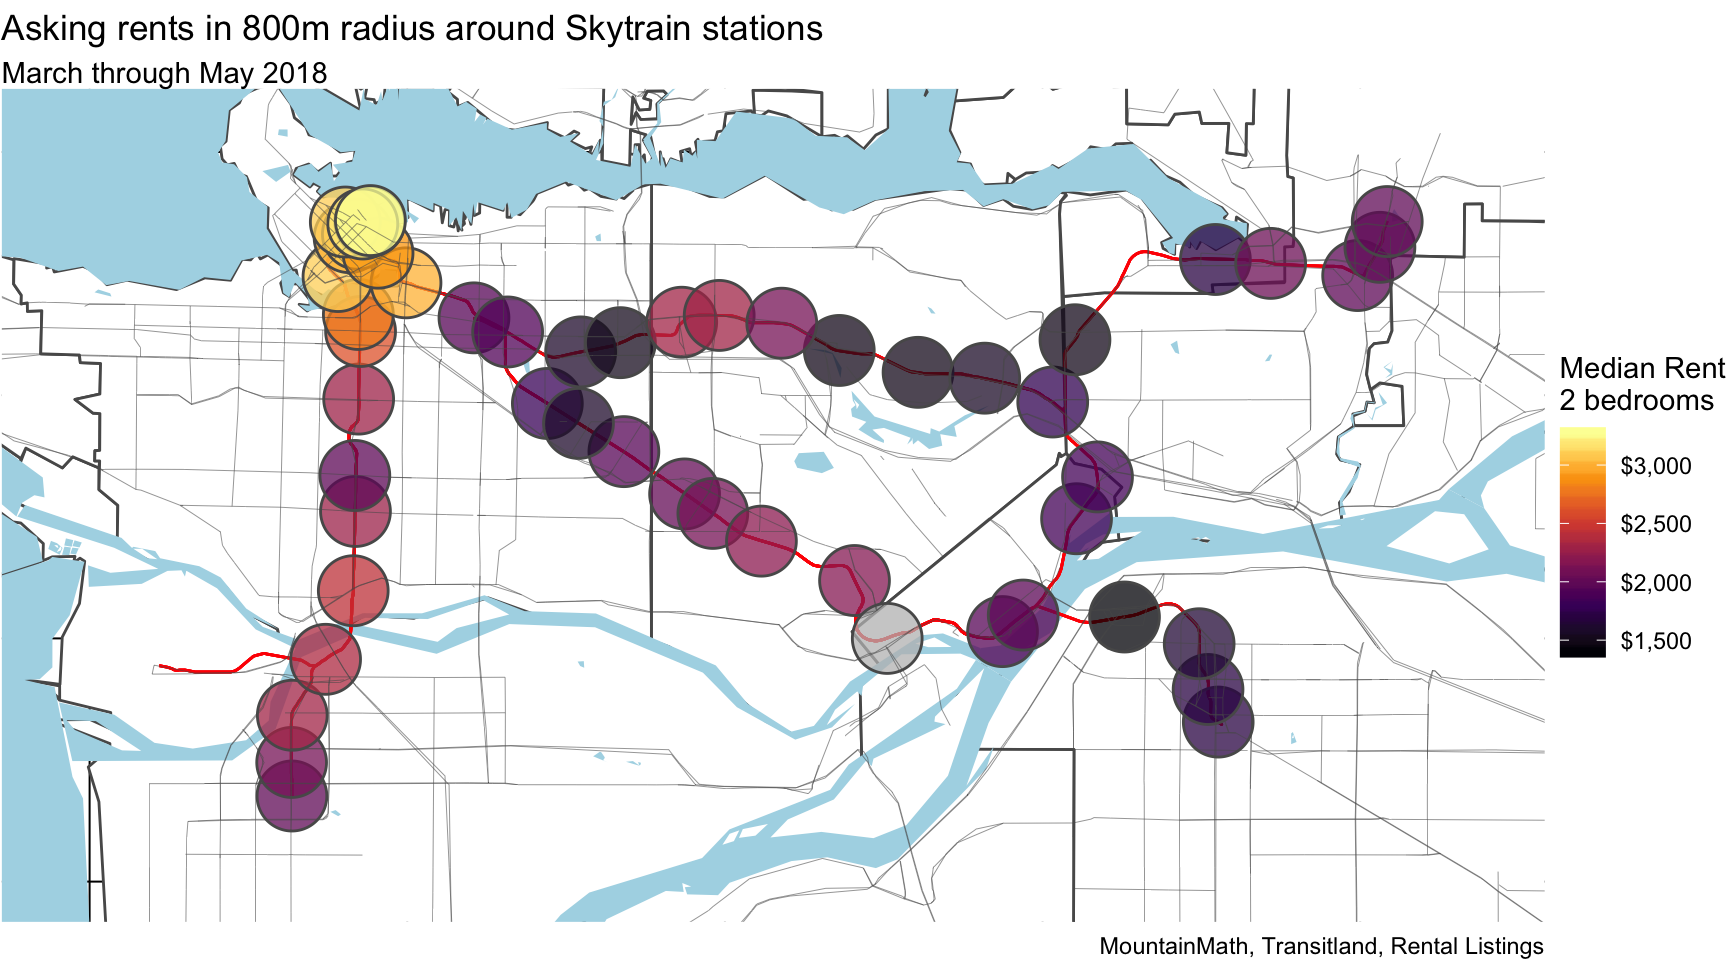 Asking rents in 800m radius around Skytrain stations
March through May 2018
Median Rent
2 bedrooms
$3,000
$2,500
$2,000
$1,500
MountainMath, Transitland, Rental Listings